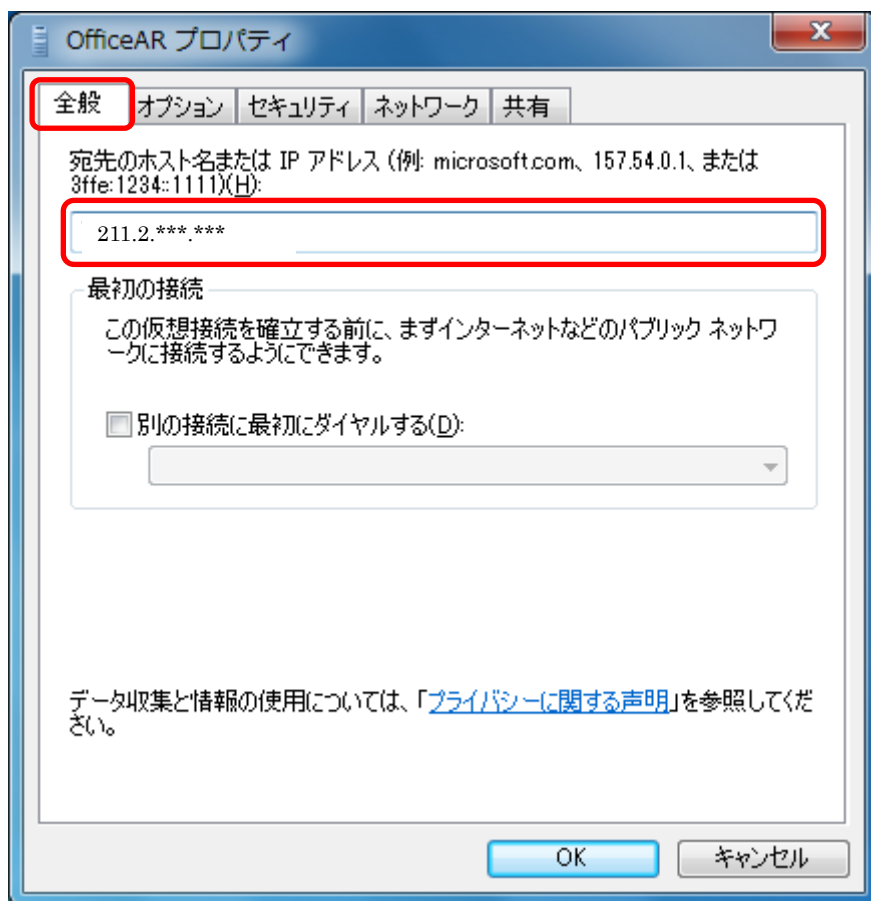 OfficeAR プロパティ
全般 オプション セキュリティ ネットワーク 共有
宛先のホスト名または IP アドレス (例: microsoft.com、157.54.0.1、または
3ffe:1234::1111)(H):
211.2.***.***
最初の接続
この仮想接続を確立する前に、まずインターネットなどのパブリック ネットワ
ークに接続するようにできます。
別の接続に最初にダイヤルする(D):
データ収集と情報の使用については、「プライバシーに関する声明」を参照してくだ
さい。
OK キャンセル